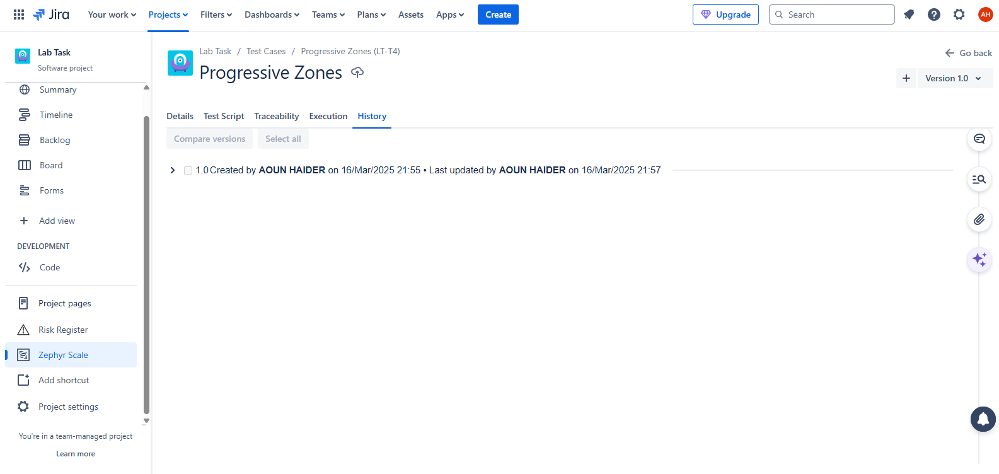 Jira Your work Projects Filters Dashboards Teams Plans Assets Apps Create Upgrade Search AH
Lab Task
Software project
Summary
Timeline
Backlog
Board
Forms
Add view
DEVELOPMENT
Code
Project pages
Risk Register
Zephyr Scale
Add shortcut
Project settings
You're in a team-managed project
Learn more
Lab Task / Test Cases / Progressive Zones (LT-T4)
Go back
Progressive Zones
Version 1.0
Details Test Script Traceability Execution History
Compare versions Select all
1.0 Created by AOUN HAIDER on 16/Mar/2025 21:55 • Last updated by AOUN HAIDER on 16/Mar/2025 21:57